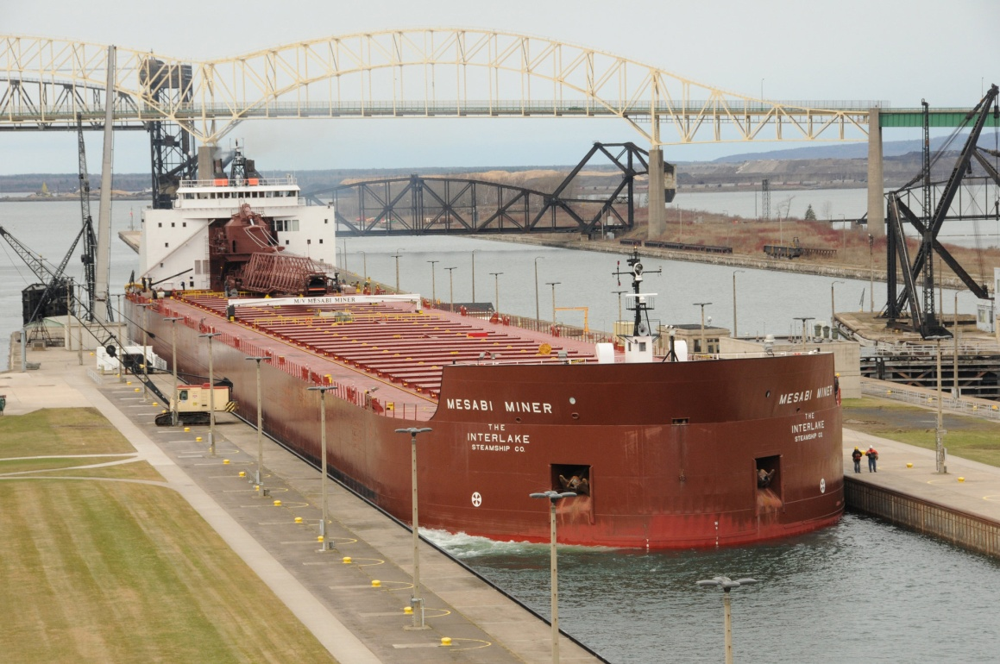 M/V MESABI MINER
MESABI MINER
THE
INTERLAKE
STEAMSHIP CO.
MESABI MINER
THE
INTERLAKE
STEAMSHIP CO.